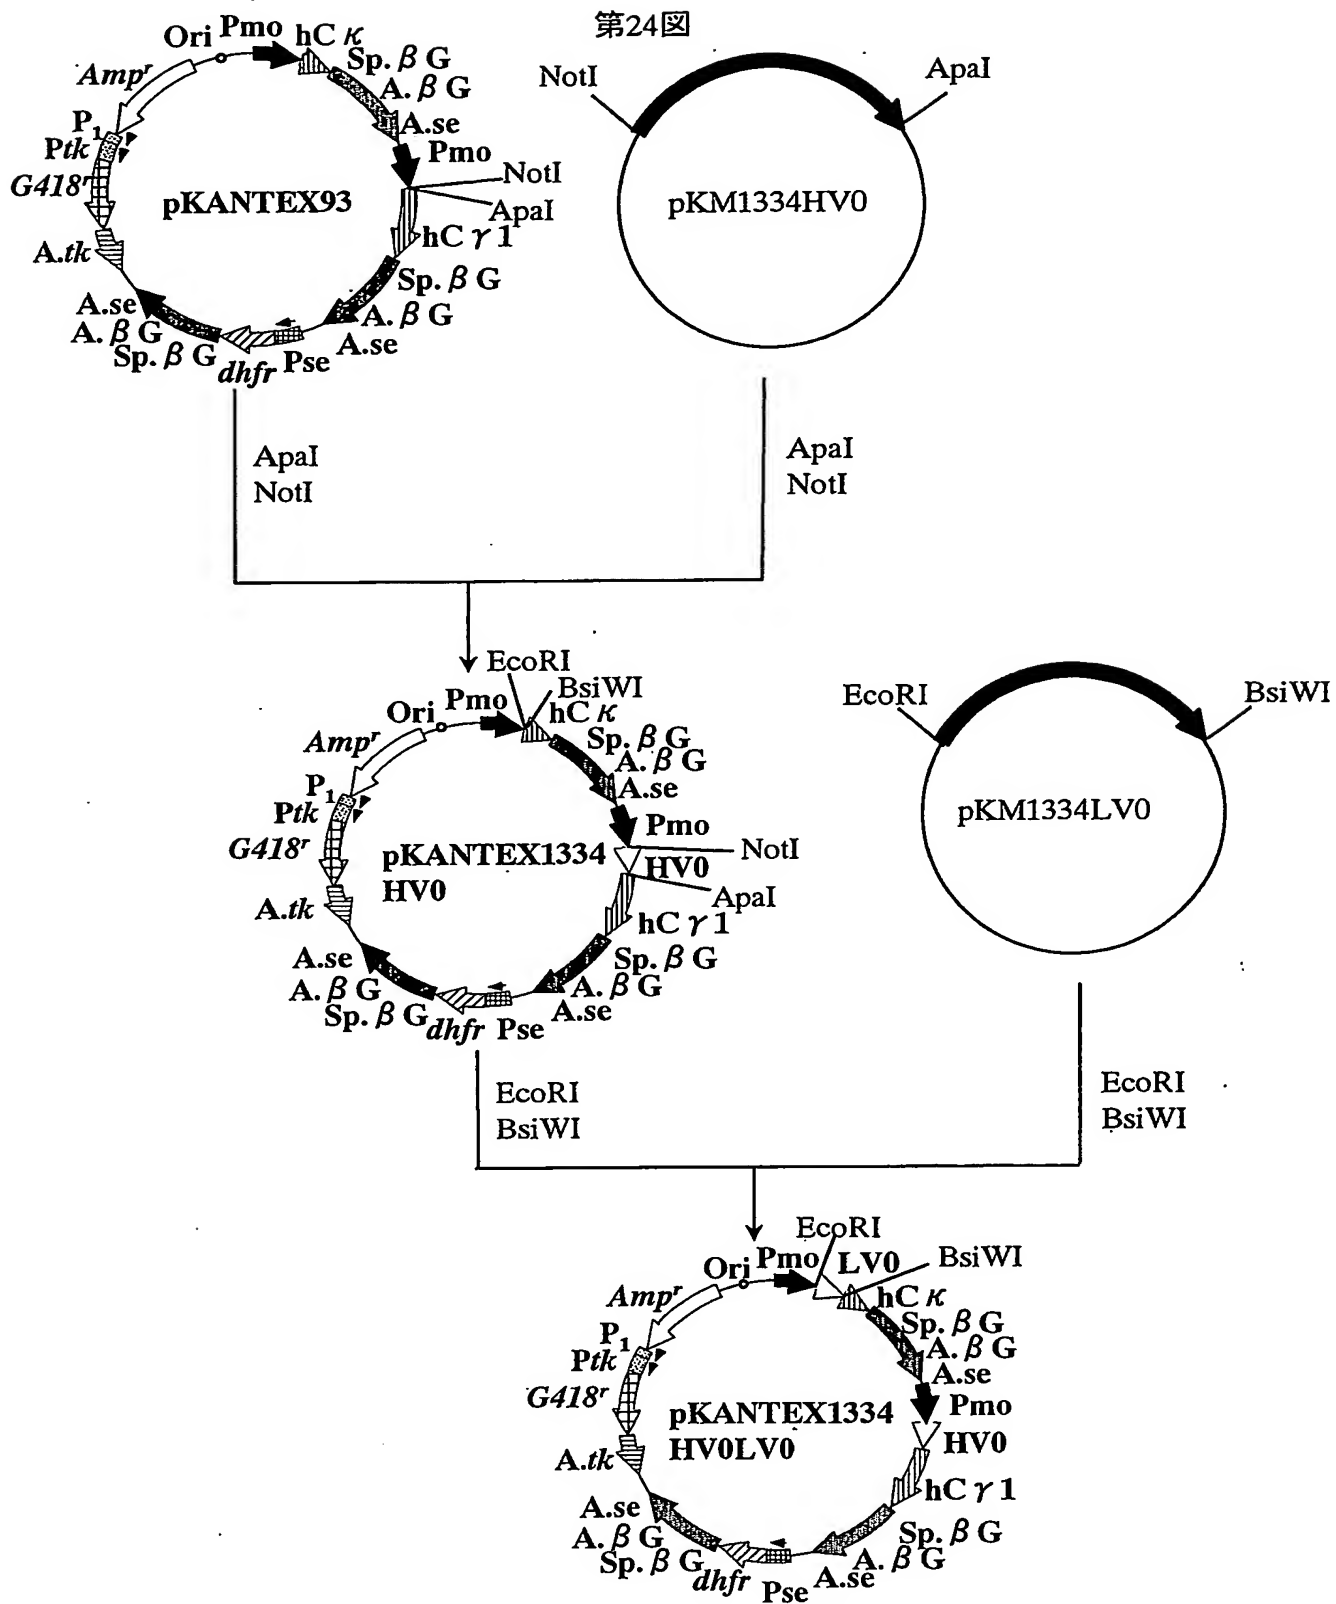 第24図
Ori
Pmo
hC κ
Sp. β G
A. β G
A.se
Pmo
NotI
ApaI
hC γ 1
Sp. β G
A. β G
A.se
Pse
dhfr
Sp. β G
A. β G
A.se
A.tk
G418r
Ptk
P1
Ampr
pKANTEX93
NotI
ApaI
pKM1334HV0
ApaI
NotI
ApaI
NotI
EcoRI
BsiWI
Ori
Pmo
hC κ
Sp. β G
A. β G
A.se
Pmo
NotI
HV0
ApaI
hC γ 1
Sp. β G
A. β G
A.se
Pse
dhfr
Sp. β G
A. β G
A.se
A.tk
G418r
Ptk
P1
Ampr
pKANTEX1334
HV0
EcoRI
BsiWI
pKM1334LV0
EcoRI
BsiWI
EcoRI
BsiWI
EcoRI
Ori
Pmo
LV0
BsiWI
hC κ
Sp. β G
A. β G
A.se
Pmo
HV0
hC γ 1
Sp. β G
A. β G
A.se
Pse
dhfr
Sp. β G
A. β G
A.se
A.tk
G418r
Ptk
P1
Ampr
pKANTEX1334
HV0LV0